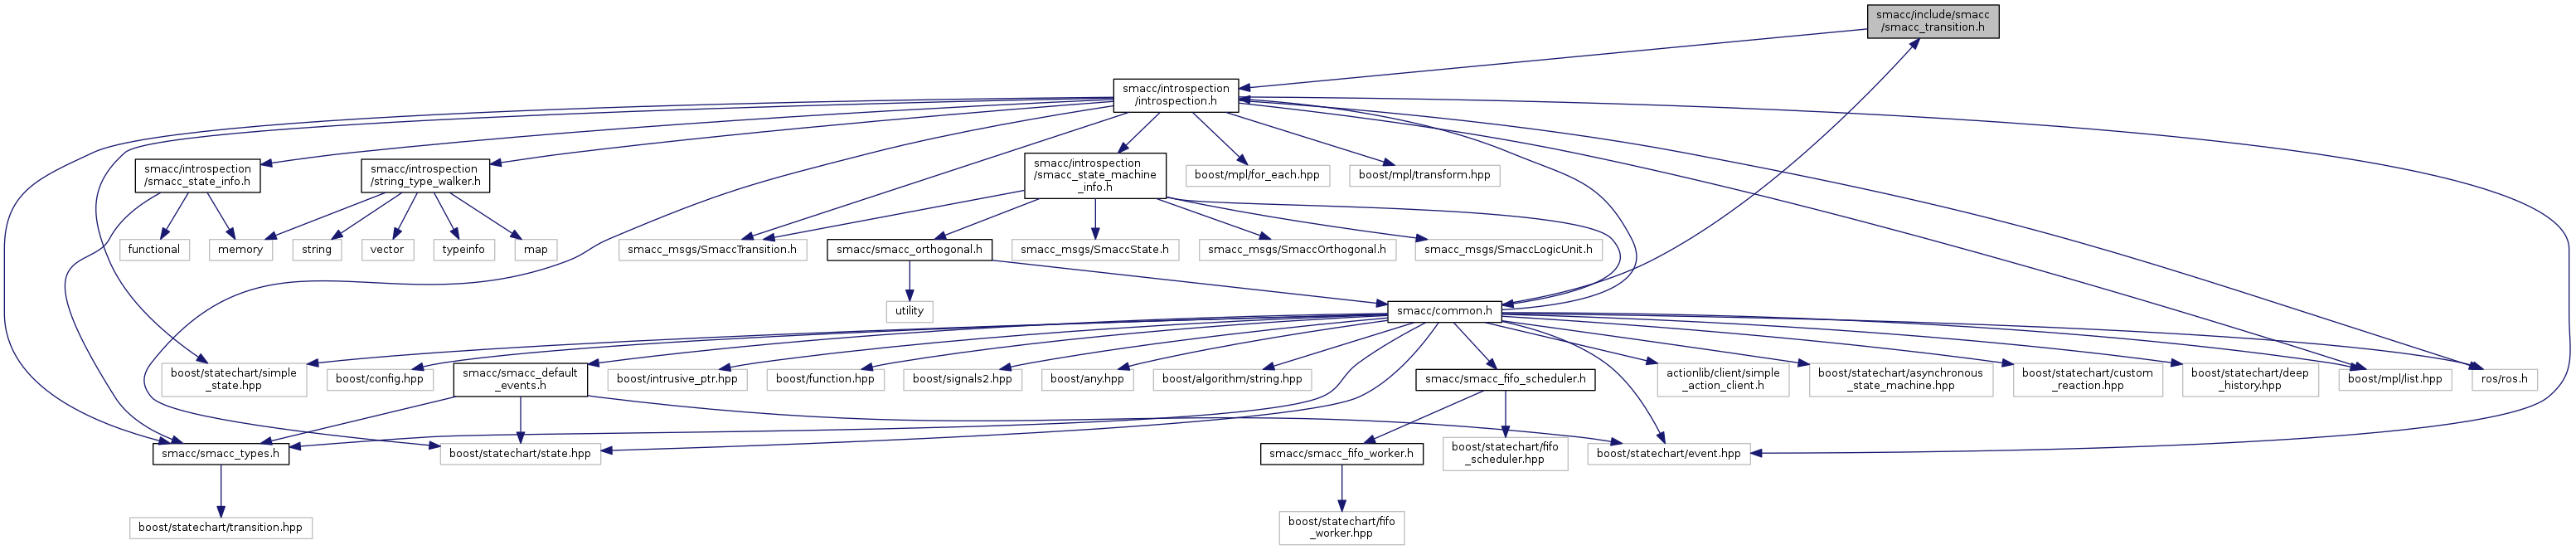 smacc/include/smacc
/smacc_transition.h
smacc/introspection
/introspection.h
smacc/introspection
/smacc_state_info.h
smacc/introspection
/string_type_walker.h
smacc/introspection
/smacc_state_machine
_info.h
boost/mpl/for_each.hpp
boost/mpl/transform.hpp
functional
memory
string
vector
typeinfo
map
smacc_msgs/SmaccTransition.h
smacc/smacc_orthogonal.h
smacc_msgs/SmaccState.h
smacc_msgs/SmaccOrthogonal.h
smacc_msgs/SmaccLogicUnit.h
utility
smacc/common.h
boost/statechart/simple
_state.hpp
boost/config.hpp
smacc/smacc_default
_events.h
boost/intrusive_ptr.hpp
boost/function.hpp
boost/signals2.hpp
boost/any.hpp
boost/algorithm/string.hpp
smacc/smacc_fifo_scheduler.h
actionlib/client/simple
_action_client.h
boost/statechart/asynchronous
_state_machine.hpp
boost/statechart/custom
_reaction.hpp
boost/statechart/deep
_history.hpp
boost/mpl/list.hpp
ros/ros.h
smacc/smacc_types.h
boost/statechart/state.hpp
smacc/smacc_fifo_worker.h
boost/statechart/fifo
_scheduler.hpp
boost/statechart/event.hpp
boost/statechart/transition.hpp
boost/statechart/fifo
_worker.hpp